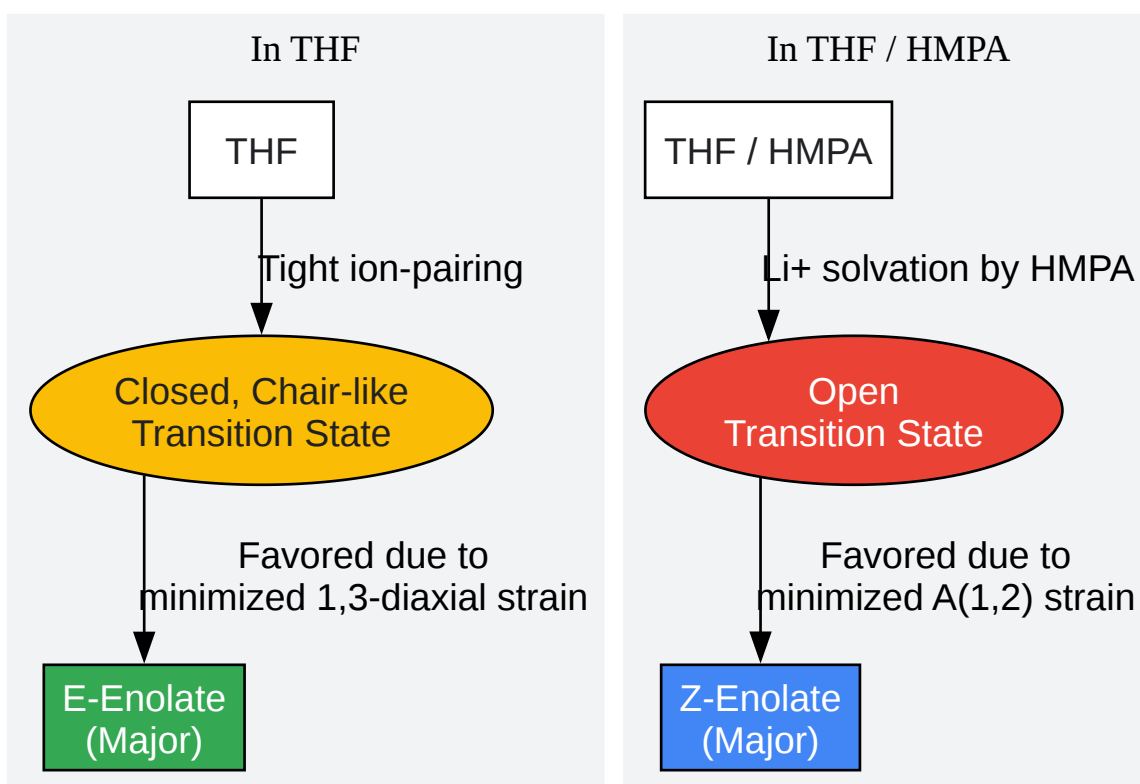 In THF
THF
Tight ion-pairing
Closed, Chair-like
Transition State
Favored due to
minimized 1,3-diaxial strain
E-Enolate
(Major)
In THF / HMPA
THF / HMPA
Li+ solvation by HMPA
Open
Transition State
Favored due to
minimized A(1,2) strain
Z-Enolate
(Major)